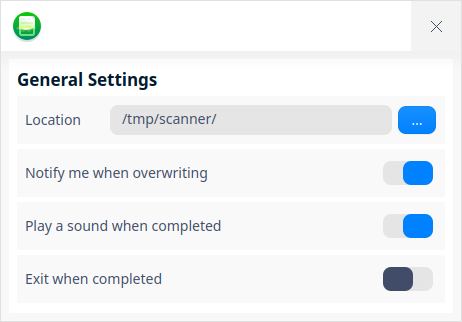 General Settings
Location
/tmp/scanner/
...
Notify me when overwriting
Play a sound when completed
Exit when completed